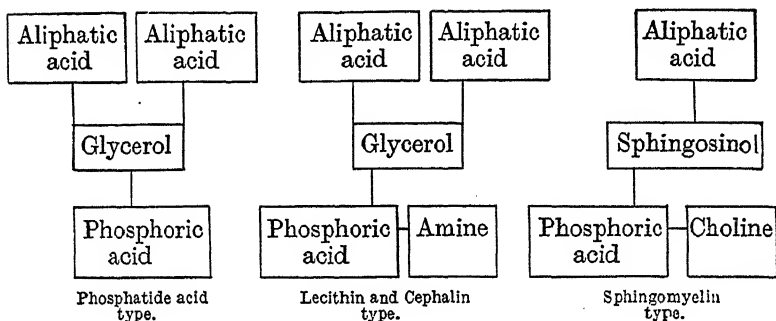 Aliphatic
acid
Aliphatic
acid
Glycerol
Phosphoric
acid
Phosphatide acid
type.
Aliphatic
acid
Aliphatic
acid
Glycerol
Phosphoric
acid
Amine
Lecithin and Cephalin
type.
Aliphatic
acid
Sphingosinol
Phosphoric
acid
Choline
Sphingomyelin
type.